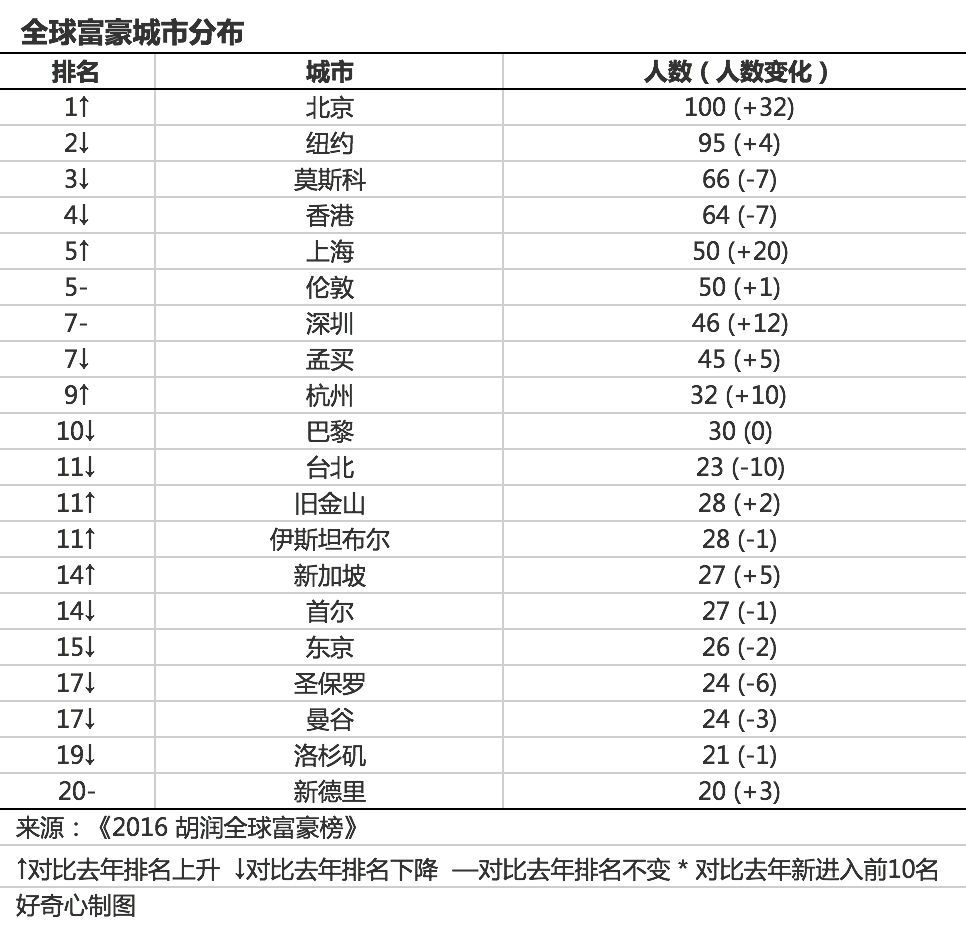 全球富豪城市分布
排名 城市 人数（人数变化）
1↑ 北京 100 (+32)
2↓ 纽约 95 (+4)
3↓ 莫斯科 66 (-7)
4↓ 香港 64 (-7)
5↑ 上海 50 (+20)
5- 伦敦 50 (+1)
7- 深圳 46 (+12)
7↓ 孟买 45 (+5)
9↑ 杭州 32 (+10)
10↓ 巴黎 30 (0)
11↓ 台北 23 (-10)
11↑ 旧金山 28 (+2)
11↑ 伊斯坦布尔 28 (-1)
14↑ 新加坡 27 (+5)
14↓ 首尔 27 (-1)
15↓ 东京 26 (-2)
17↓ 圣保罗 24 (-6)
17↓ 曼谷 24 (-3)
19↓ 洛杉矶 21 (-1)
20- 新德里 20 (+3)
来源：《2016 胡润全球富豪榜》
↑对比去年排名上升 ↓对比去年排名下降 —对比去年排名不变 * 对比去年新进入前10名
好奇心制图